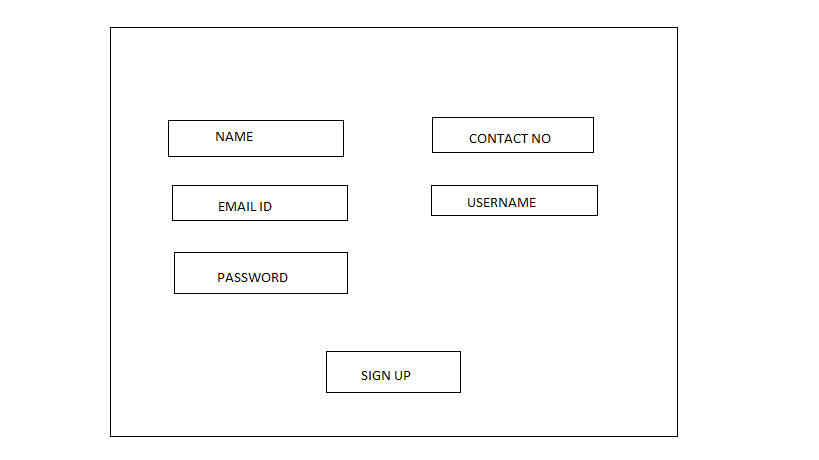 NAME
CONTACT NO
EMAIL ID
USERNAME
PASSWORD
SIGN UP